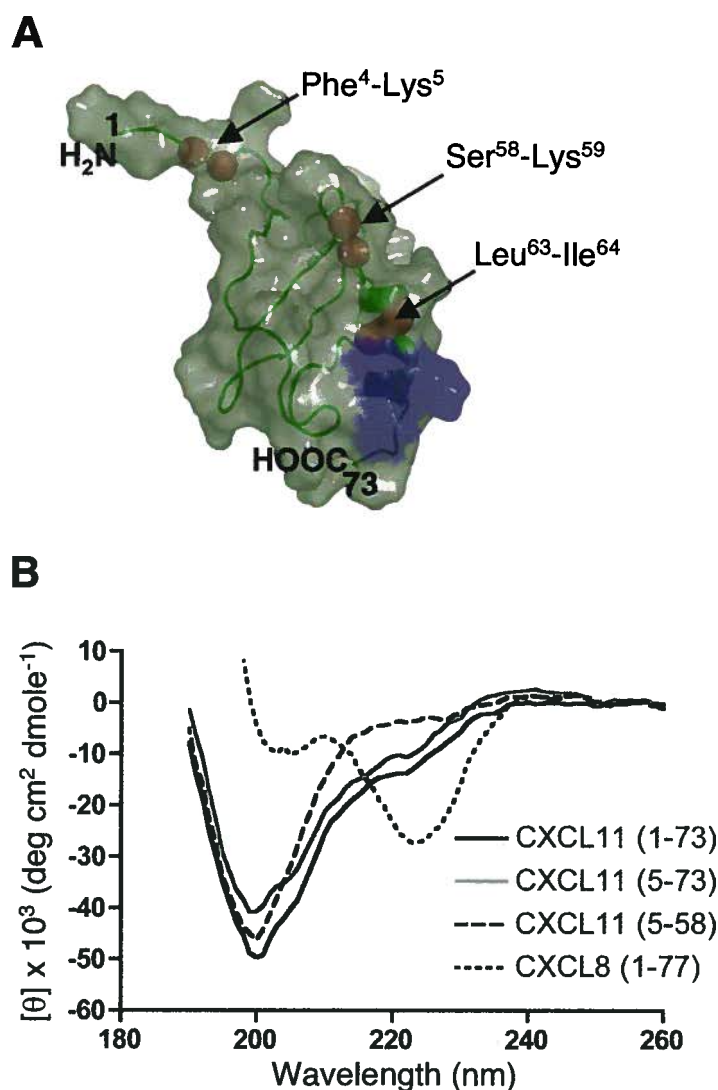 A
Phe⁴-Lys⁵
1
H₂N
Ser⁵⁸-Lys⁵⁹
Leu⁶³-Ile⁶⁴
HOOC
73
B
[θ] x 10³ (deg cm² dmole⁻¹)
10
0
-10
-20
-30
-40
-50
-60
CXCL11 (1-73)
CXCL11 (5-73)
CXCL11 (5-58)
CXCL8 (1-77)
180 200 220 240 260
Wavelength (nm)